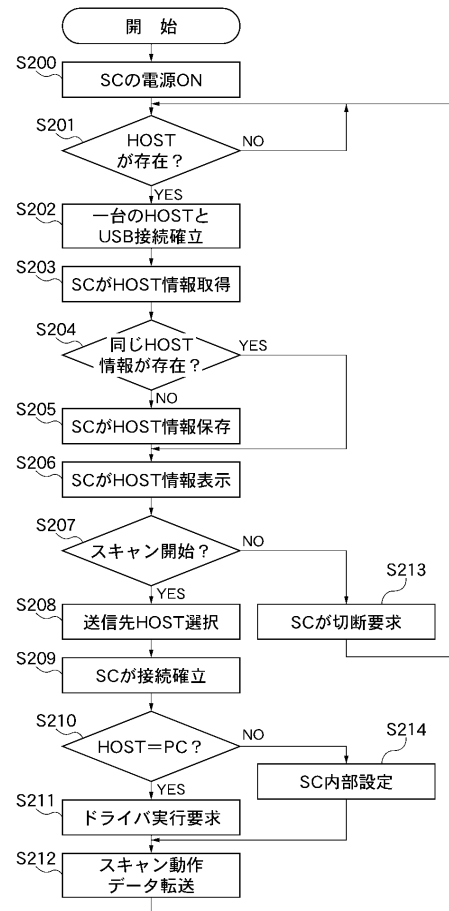 開 始
S200
SCの電源ON
S201
HOST
が存在？
NO
YES
S202
一台のHOSTと
USB接続確立
S203
SCがHOST情報取得
S204
同じHOST
情報が存在？
YES
NO
S205
SCがHOST情報保存
S206
SCがHOST情報表示
S207
スキャン開始？
NO
YES
S213
SCが切断要求
S208
送信先HOST選択
S209
SCが接続確立
S210
HOST＝PC？
NO
YES
S214
SC内部設定
S211
ドライバ実行要求
S212
スキャン動作
データ転送